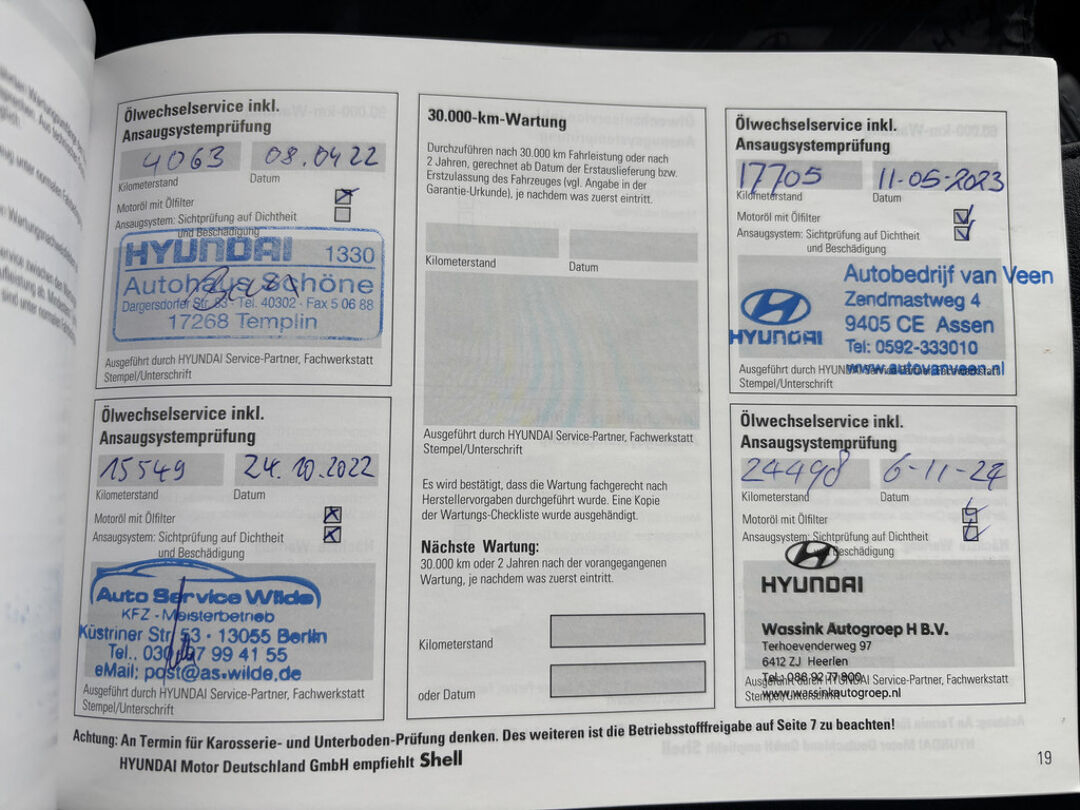 Ölwechselservice inkl.
Ansaugsystemprüfung
4063 08.04.22
Kilometerstand Datum
Motoröl mit Ölfilter
Ansaugsystem: Sichtprüfung auf Dichtheit
und Beschädigung
HYUNDAI 1330
Autohaus Schöne
Dargersdorfer Str. 83 · Tel. 40302 · Fax 5 06 88
17268 Templin
Ausgeführt durch HYUNDAI Service-Partner, Fachwerkstatt
Stempel/Unterschrift
Ölwechselservice inkl.
Ansaugsystemprüfung
15549 24.10.2022
Kilometerstand Datum
Motoröl mit Ölfilter
Ansaugsystem: Sichtprüfung auf Dichtheit
und Beschädigung
Auto Service Wilde
KFZ - Meisterbetrieb
Küstriner Str. 53 · 13055 Berlin
Tel.: 030 97 99 41 55
eMail: post@as-wilde.de
Ausgeführt durch HYUNDAI Service-Partner, Fachwerkstatt
Stempel/Unterschrift
30.000-km-Wartung
Durchzuführen nach 30.000 km Fahrleistung oder nach
2 Jahren, gerechnet ab Datum der Erstauslieferung bzw.
Erstzulassung des Fahrzeuges (vgl. Angabe in der
Garantie-Urkunde), je nachdem was zuerst eintritt.
Kilometerstand Datum
Ausgeführt durch HYUNDAI Service-Partner, Fachwerkstatt
Stempel/Unterschrift
Es wird bestätigt, dass die Wartung fachgerecht nach
Herstellervorgaben durchgeführt wurde. Eine Kopie
der Wartungs-Checkliste wurde ausgehändigt.
Nächste Wartung:
30.000 km oder 2 Jahren nach der vorangegangenen
Wartung, je nachdem was zuerst eintritt.
Kilometerstand
oder Datum
Ölwechselservice inkl.
Ansaugsystemprüfung
17705 11-05-2023
Kilometerstand Datum
Motoröl mit Ölfilter
Ansaugsystem: Sichtprüfung auf Dichtheit
und Beschädigung
Autobedrijf van Veen
Zendmastweg 4
HYUNDAI 9405 CE Assen
Tel: 0592-333010
www.autovanveen.nl
Ausgeführt durch HYUNDAI Service-Partner, Fachwerkstatt
Stempel/Unterschrift
Ölwechselservice inkl.
Ansaugsystemprüfung
24498 6-11-24
Kilometerstand Datum
Motoröl mit Ölfilter
Ansaugsystem: Sichtprüfung auf Dichtheit
und Beschädigung
HYUNDAI
Wassink Autogroep H B.V.
Terhoevenderweg 97
6412 ZJ Heerlen
Tel.: 088 92 77 900
Ausgeführt durch HYUNDAI Service-Partner, Fachwerkstatt
Stempel/Unterschrift
www.wassinkautogroep.nl
Achtung: An Termin für Karosserie- und Unterboden-Prüfung denken. Des weiteren ist die Betriebsstofffreigabe auf Seite 7 zu beachten!
HYUNDAI Motor Deutschland GmbH empfiehlt Shell
19